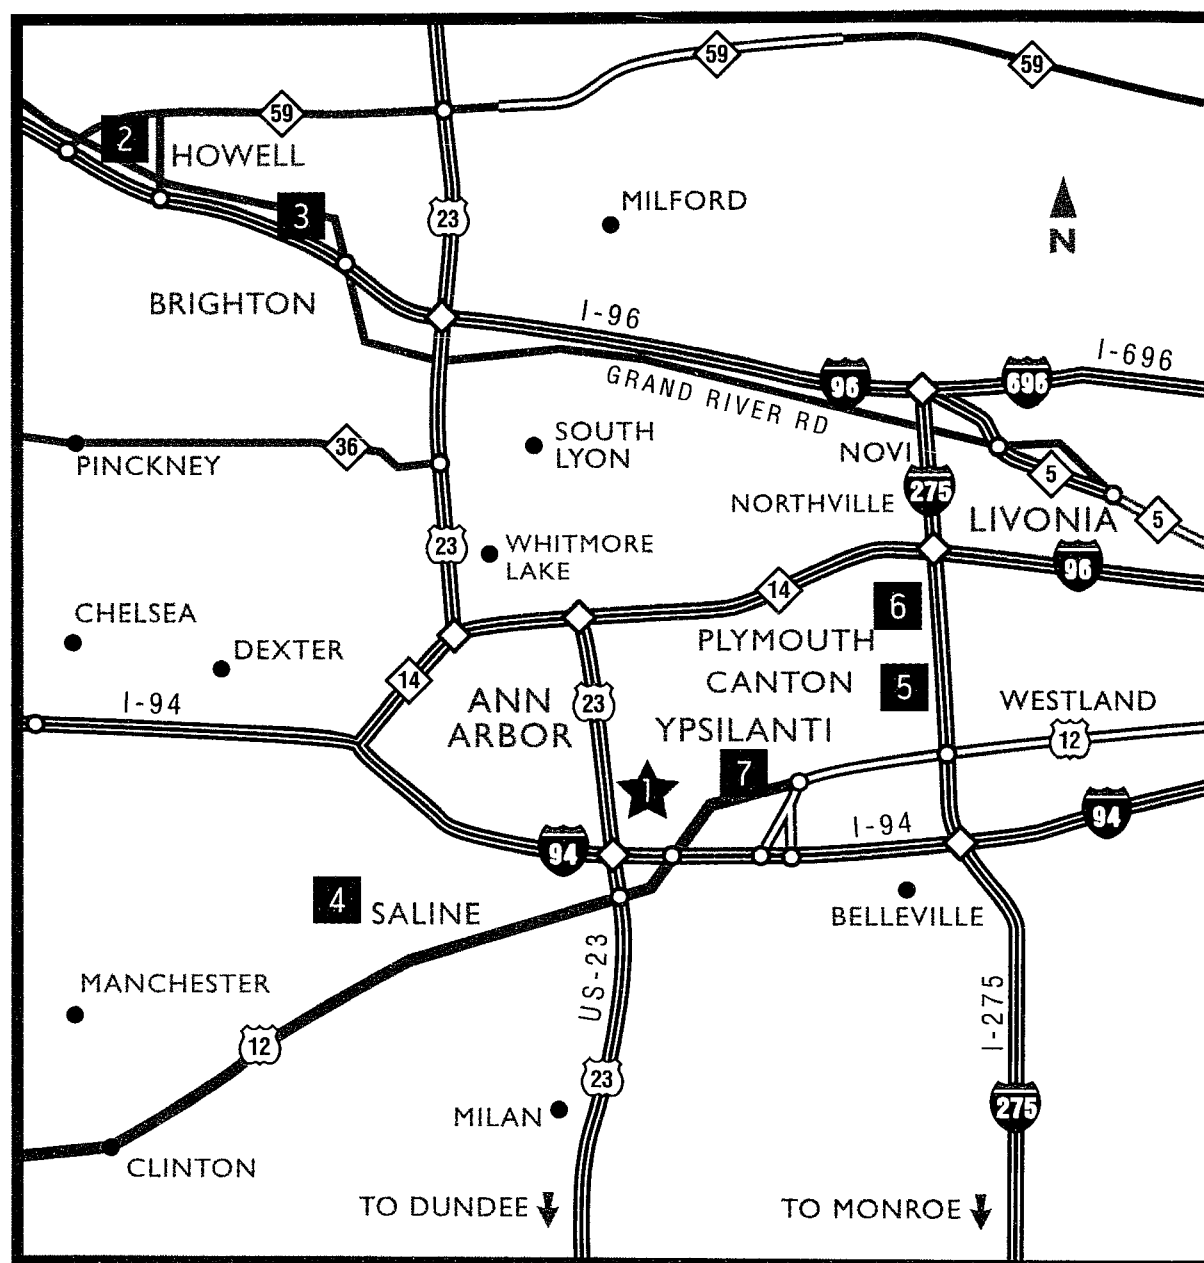 59
59
59
2
HOWELL
MILFORD
3
23
N
BRIGHTON
I-96
I-696
96
696
GRAND RIVER RD
36
PINCKNEY
SOUTH
LYON
NOVI
5
275
NORTHVILLE
LIVONIA
5
23
WHITMORE
LAKE
96
14
6
CHELSEA
DEXTER
PLYMOUTH
14
CANTON
5
I-94
ANN
ARBOR
23
WESTLAND
YPSILANTI
12
7
1
94
I-94
94
4
SALINE
BELLEVILLE
MANCHESTER
US-23
I-275
12
23
275
MILAN
CLINTON
TO DUNDEE
TO MONROE